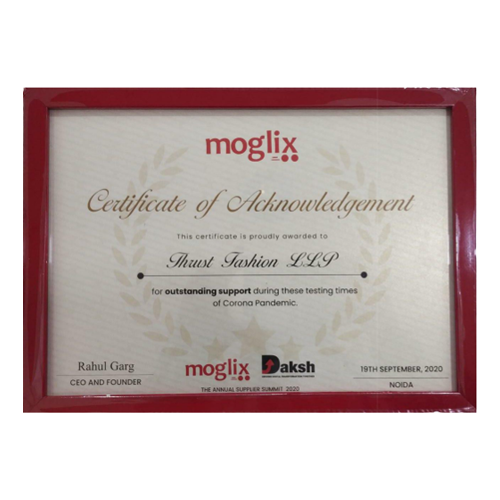 moglix
Certificate of Acknowledgement
This certificate is proudly awarded to
Thrust Fashion LLP
for outstanding support during these testing times
of Corona Pandemic.
Rahul Garg
CEO AND FOUNDER
moglix Daksh
THE ANNUAL SUPPLIER SUMMIT, 2020
19TH SEPTEMBER, 2020
NOIDA